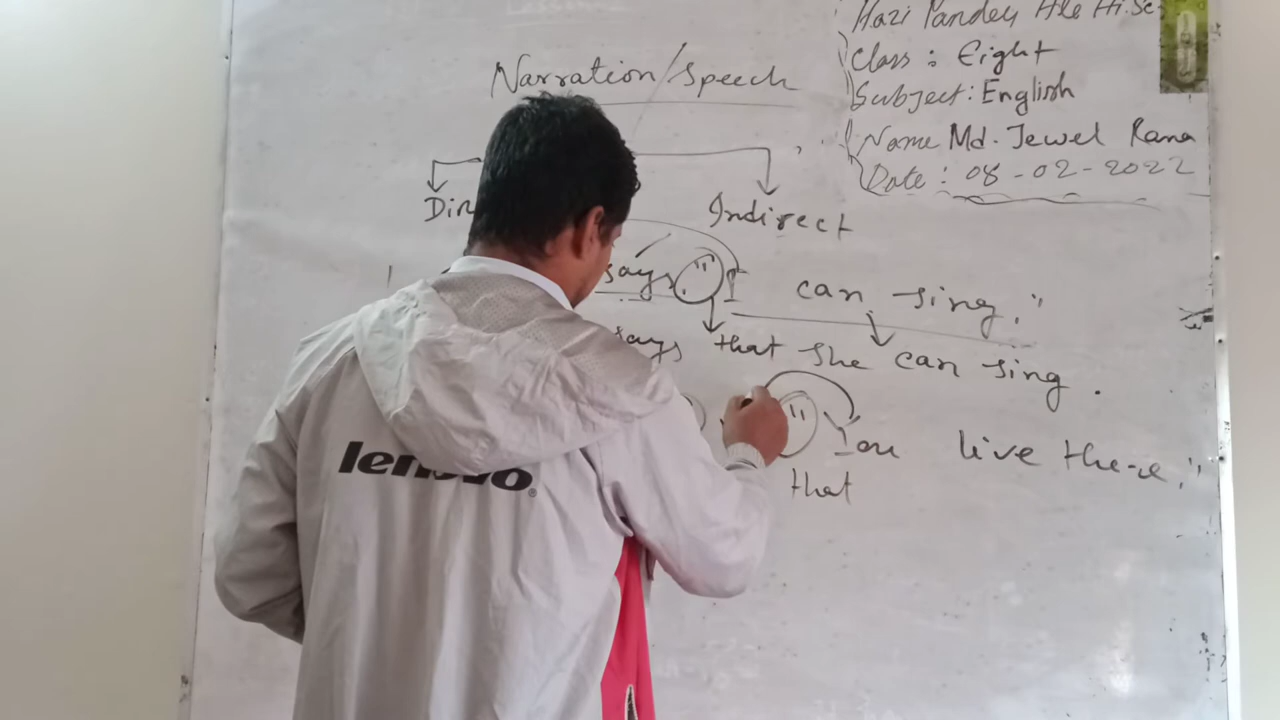 Hazi Pandey Ale Hi. Sc
Class : Eight
Subject : English
Name Md. Jewel Rana
Date : 08-02-2022
Narration/Speech
Indirect
says, "I can sing."
says that she can sing.
" You live there."
that
lenovo